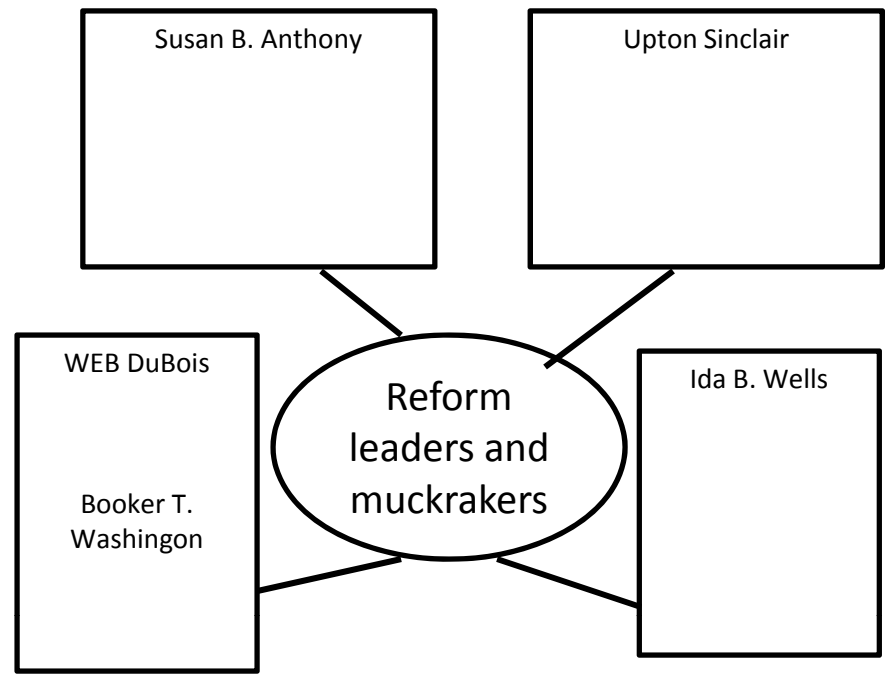 Susan B. Anthony
Upton Sinclair
WEB DuBois
Booker T.
Washingon
Reform
leaders and
muckrakers
Ida B. Wells